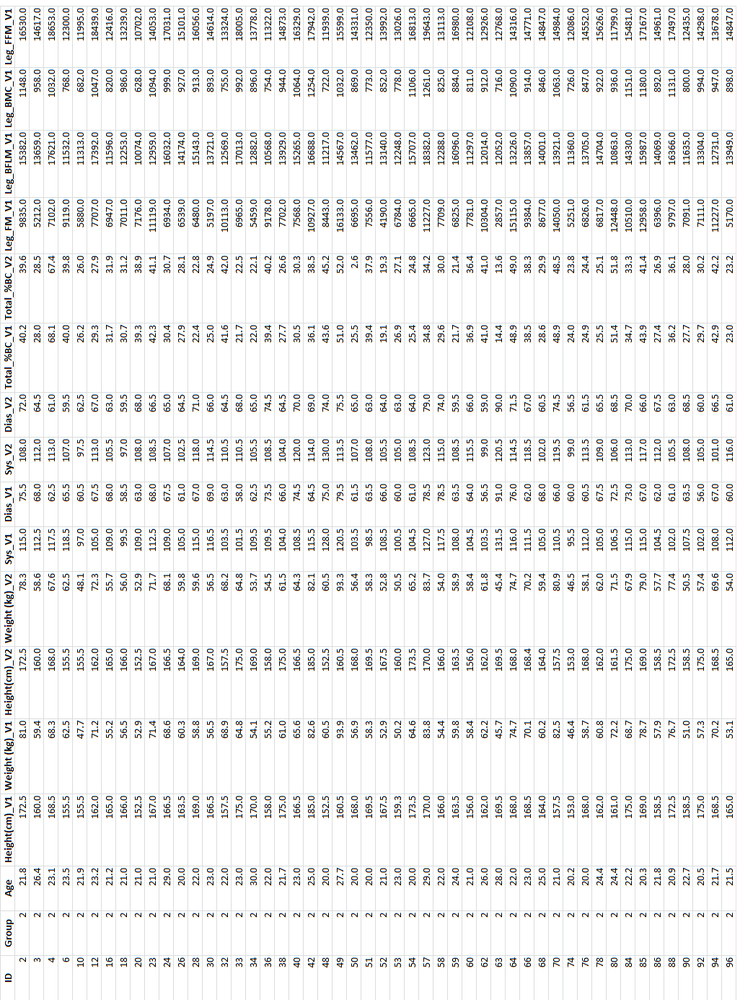 ID Group Age Height(cm)_V1 Weight (kg)_V1 Height(cm)_V2 Weight (kg)_V2 Sys_V1 Dias_V1 Sys_V2 Dias_V2 Total_%BC_V1 Total_%BC_V2 Leg_FM_V1 Leg_BFLM_V1 Leg_BMC_V1 Leg_FFM_V1
2 2 21.8 172.5 81.0 172.5 78.3 115.0 75.5 108.0 72.0 40.2 39.6 9835.0 15382.0 1148.0 16530.0
3 2 26.4 160.0 59.4 160.0 58.6 112.5 68.0 112.0 64.5 28.0 28.5 5212.0 13659.0 958.0 14617.0
4 2 23.1 168.5 68.3 168.0 67.6 117.5 62.5 113.0 61.0 68.1 67.4 7102.0 17621.0 1032.0 18653.0
6 2 23.5 155.5 62.5 155.5 62.5 118.5 65.5 107.0 59.5 40.0 39.8 9119.0 11532.0 768.0 12300.0
10 2 21.9 155.5 47.7 155.5 48.1 97.0 60.5 97.5 62.5 26.2 26.0 5880.0 11313.0 682.0 11995.0
12 2 23.2 162.0 71.2 162.0 72.3 105.0 67.5 113.0 67.0 29.3 27.9 7707.0 17392.0 1047.0 18439.0
16 2 21.2 165.0 55.2 165.0 55.7 109.0 68.0 105.5 63.0 31.7 31.9 6947.0 11596.0 820.0 12416.0
18 2 21.0 166.0 56.5 166.0 56.0 99.5 58.5 97.0 59.5 30.7 31.2 7011.0 12253.0 986.0 13239.0
20 2 21.0 152.5 52.9 152.5 52.9 109.0 63.0 108.0 68.0 39.3 38.9 7176.0 10074.0 628.0 10702.0
23 2 21.0 167.0 71.4 167.0 71.7 112.5 68.0 108.5 66.5 42.3 41.1 11119.0 12959.0 1094.0 14053.0
24 2 29.0 166.5 68.6 166.5 68.1 109.0 67.5 107.0 65.0 30.4 30.7 6934.0 16032.0 999.0 17031.0
26 2 20.0 163.5 60.3 164.0 59.8 105.0 61.0 102.5 64.5 27.9 28.1 6539.0 14174.0 927.0 15101.0
28 2 22.0 169.0 58.8 169.0 59.6 115.0 67.0 118.0 71.0 22.4 22.8 6480.0 15143.0 913.0 16056.0
30 2 23.0 166.5 56.5 167.0 56.5 116.5 69.0 114.5 66.0 25.0 24.9 5197.0 13721.0 893.0 14614.0
32 2 22.0 157.5 68.9 157.5 68.2 103.5 63.0 110.5 64.5 41.6 42.0 10113.0 12569.0 755.0 13324.0
33 2 23.0 175.0 64.8 175.0 64.8 101.5 58.0 110.5 68.0 21.7 22.5 6965.0 17013.0 992.0 18005.0
34 2 30.0 170.0 54.1 169.0 53.7 109.5 62.5 105.5 65.0 22.0 22.1 5459.0 12882.0 896.0 13778.0
36 2 22.0 158.0 55.2 158.0 54.5 109.5 73.5 108.5 74.5 39.4 40.2 9178.0 10568.0 754.0 11322.0
38 2 21.7 175.0 61.0 175.0 61.5 104.0 66.0 104.0 64.5 27.7 26.6 7702.0 13929.0 944.0 14873.0
40 2 23.0 166.5 65.6 166.5 64.3 108.5 74.5 120.0 70.0 30.5 30.3 7568.0 15265.0 1064.0 16329.0
42 2 25.0 185.0 82.6 185.0 82.1 115.5 64.5 114.0 69.0 36.1 38.5 10927.0 16688.0 1254.0 17942.0
48 2 20.0 152.5 60.5 152.5 60.5 128.0 75.0 130.0 74.0 43.6 45.2 8443.0 11217.0 722.0 11939.0
49 2 27.7 160.5 93.9 160.5 93.3 120.5 79.5 113.5 75.5 51.0 52.0 16133.0 14567.0 1032.0 15599.0
50 2 20.0 168.0 56.9 168.0 56.4 103.5 61.5 107.0 65.0 25.5 2.6 6695.0 13462.0 869.0 14331.0
51 2 20.0 169.5 58.3 169.5 58.3 98.5 63.5 108.0 63.0 39.4 37.9 7556.0 11577.0 773.0 12350.0
52 2 21.0 167.5 52.9 167.5 52.8 108.5 66.0 105.5 64.0 19.1 19.3 4190.0 13140.0 852.0 13992.0
53 2 23.0 159.3 50.2 160.0 50.5 100.5 60.0 105.0 63.0 26.9 27.1 6784.0 12248.0 778.0 13026.0
54 2 20.0 173.5 64.6 173.5 65.2 104.5 61.0 108.5 64.0 25.4 24.8 6665.0 15707.0 1106.0 16813.0
57 2 29.0 170.0 83.8 170.0 83.7 127.0 78.5 123.0 79.0 34.8 34.2 11227.0 18382.0 1261.0 19643.0
58 2 22.0 166.0 54.4 166.0 54.0 117.5 78.5 115.0 74.0 29.6 30.0 7709.0 12288.0 825.0 13113.0
59 2 24.0 163.5 59.8 163.5 58.9 108.0 63.5 108.5 59.5 21.7 21.4 6825.0 16096.0 884.0 16980.0
60 2 21.0 156.0 58.4 156.0 58.4 104.5 64.0 115.5 66.0 36.9 36.4 7781.0 11297.0 811.0 12108.0
62 2 26.0 162.0 62.2 162.0 61.8 103.5 56.5 99.0 59.0 41.0 41.0 10304.0 12014.0 912.0 12926.0
63 2 28.0 169.5 45.7 169.5 45.4 131.5 91.0 120.5 90.0 14.4 13.6 2857.0 12052.0 716.0 12768.0
64 2 22.0 168.0 74.7 168.0 74.7 116.0 76.0 114.5 71.5 48.9 49.0 15115.0 13226.0 1090.0 14316.0
66 2 23.0 168.5 70.1 168.4 70.2 111.5 62.0 118.5 67.0 38.5 38.3 9384.0 13857.0 914.0 14771.0
68 2 25.0 164.0 60.2 164.0 59.4 105.0 68.0 102.0 60.5 28.6 29.9 8677.0 14001.0 846.0 14847.0
70 2 21.0 157.5 82.5 157.5 80.9 110.5 66.0 119.5 74.5 48.9 48.5 14050.0 13921.0 1063.0 14984.0
74 2 20.2 153.0 46.4 153.0 46.5 95.5 60.0 99.0 56.5 24.0 23.8 5251.0 11360.0 726.0 12086.0
76 2 20.0 168.0 58.7 168.0 58.1 112.0 60.5 113.5 61.5 24.9 24.4 6826.0 13705.0 847.0 14552.0
78 2 24.4 162.0 60.8 162.0 62.0 105.0 67.5 109.0 65.5 25.5 25.1 6817.0 14704.0 922.0 15626.0
80 2 24.4 161.0 72.2 161.5 71.5 106.5 72.5 106.0 68.5 51.4 51.8 12448.0 10863.0 936.0 11799.0
84 2 22.2 175.0 68.7 175.0 67.9 115.0 73.0 113.0 70.0 34.7 33.3 10510.0 14330.0 1151.0 15481.0
85 2 20.3 169.0 78.7 169.0 79.0 115.0 67.0 117.0 66.0 43.9 41.4 12958.0 15987.0 1180.0 17167.0
86 2 21.8 158.5 57.9 158.5 57.7 104.5 62.0 112.0 67.5 27.4 26.9 6396.0 14069.0 892.0 14961.0
88 2 20.9 172.5 76.7 172.5 77.4 102.0 61.0 105.5 63.0 36.2 36.1 9797.0 16366.0 1131.0 17497.0
90 2 22.7 158.5 51.0 158.5 50.5 107.5 63.5 108.0 68.5 27.7 28.0 7091.0 11635.0 800.0 12435.0
92 2 20.5 175.0 57.3 175.0 57.4 102.0 56.0 105.0 60.0 29.7 30.2 7111.0 13304.0 994.0 14298.0
94 2 21.7 168.5 70.2 168.5 69.6 108.0 67.0 101.0 66.5 42.9 42.2 11227.0 12731.0 947.0 13678.0
96 2 21.5 165.0 53.1 165.0 54.0 112.0 60.0 116.0 61.0 23.0 23.2 5170.0 13949.0 898.0 14847.0